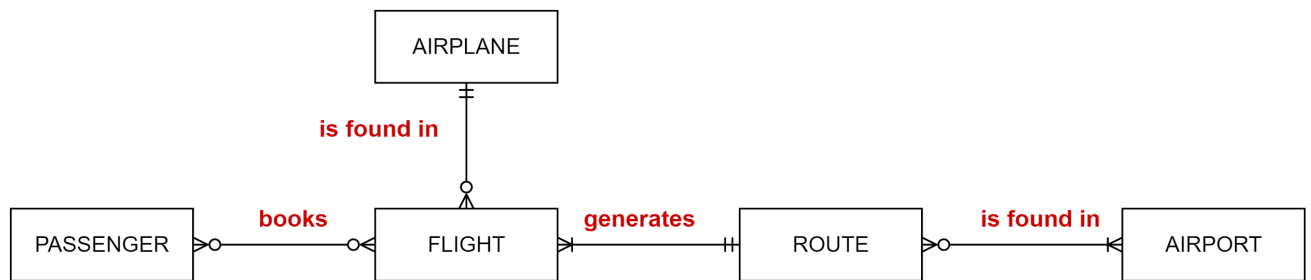 AIRPLANE
is found in
books
generates
is found in
PASSENGER
FLIGHT
ROUTE
AIRPORT